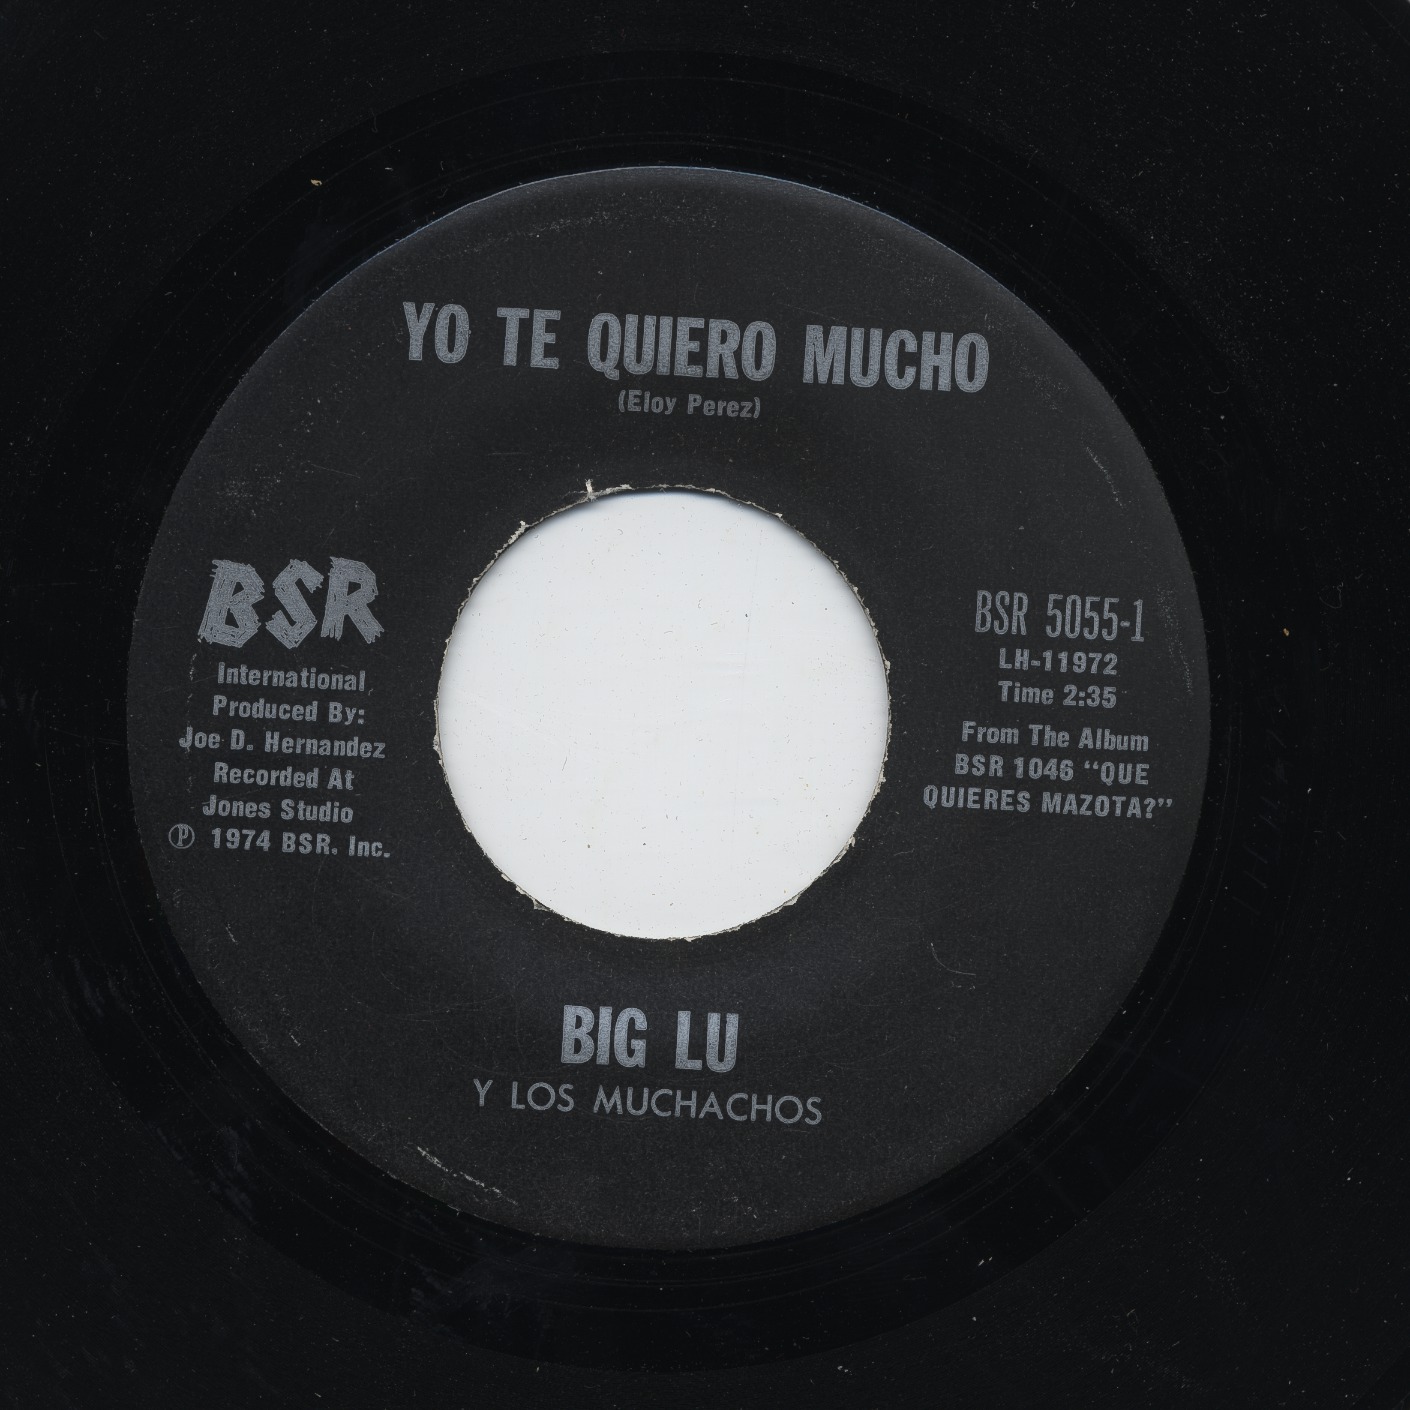 YO TE QUIERO MUCHO
(Eloy Perez)
BSR
International
Produced By:
Joe D. Hernandez
Recorded At
Jones Studio
Ⓟ 1974 BSR. Inc.
BSR 5055-1
LH-11972
Time 2:35
From The Album
BSR 1046 “QUE
QUIERES MAZOTA?”
BIG LU
Y LOS MUCHACHOS